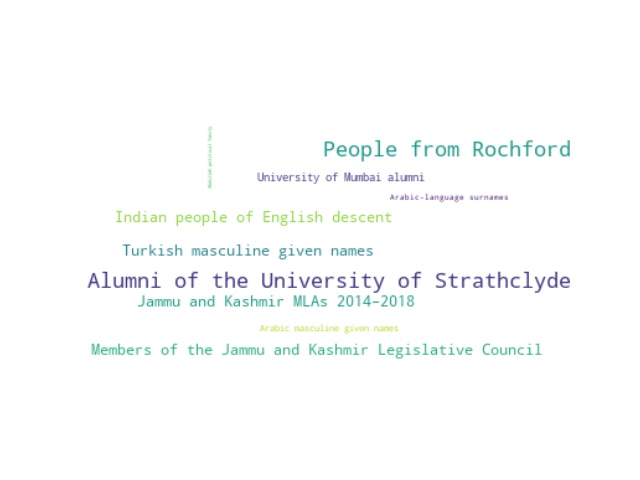 People from Rochford
University of Mumbai alumni
Arabic-language surnames
Indian people of English descent
Turkish masculine given names
Alumni of the University of Strathclyde
Jammu and Kashmir MLAs 2014–2018
Arabic masculine given names
Members of the Jammu and Kashmir Legislative Council
political family